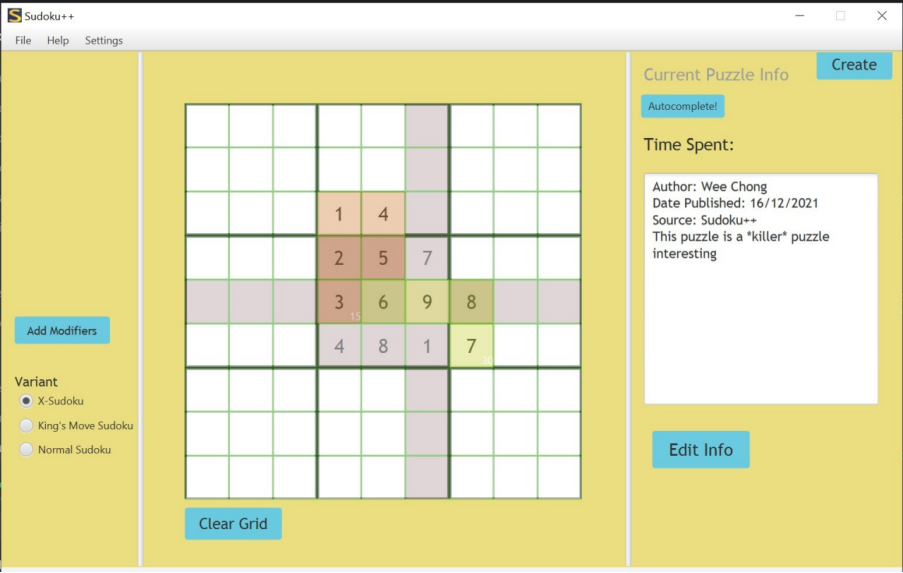 Sudoku++
File Help Settings
Create
Current Puzzle Info
Autocomplete!
Time Spent:
Author: Wee Chong
Date Published: 16/12/2021
Source: Sudoku++
This puzzle is a *killer* puzzle
interesting
1 4
2 5 7
3 6 9 8
15
4 8 1 7
30
Add Modifiers
Variant
X-Sudoku
King's Move Sudoku
Normal Sudoku
Edit Info
Clear Grid